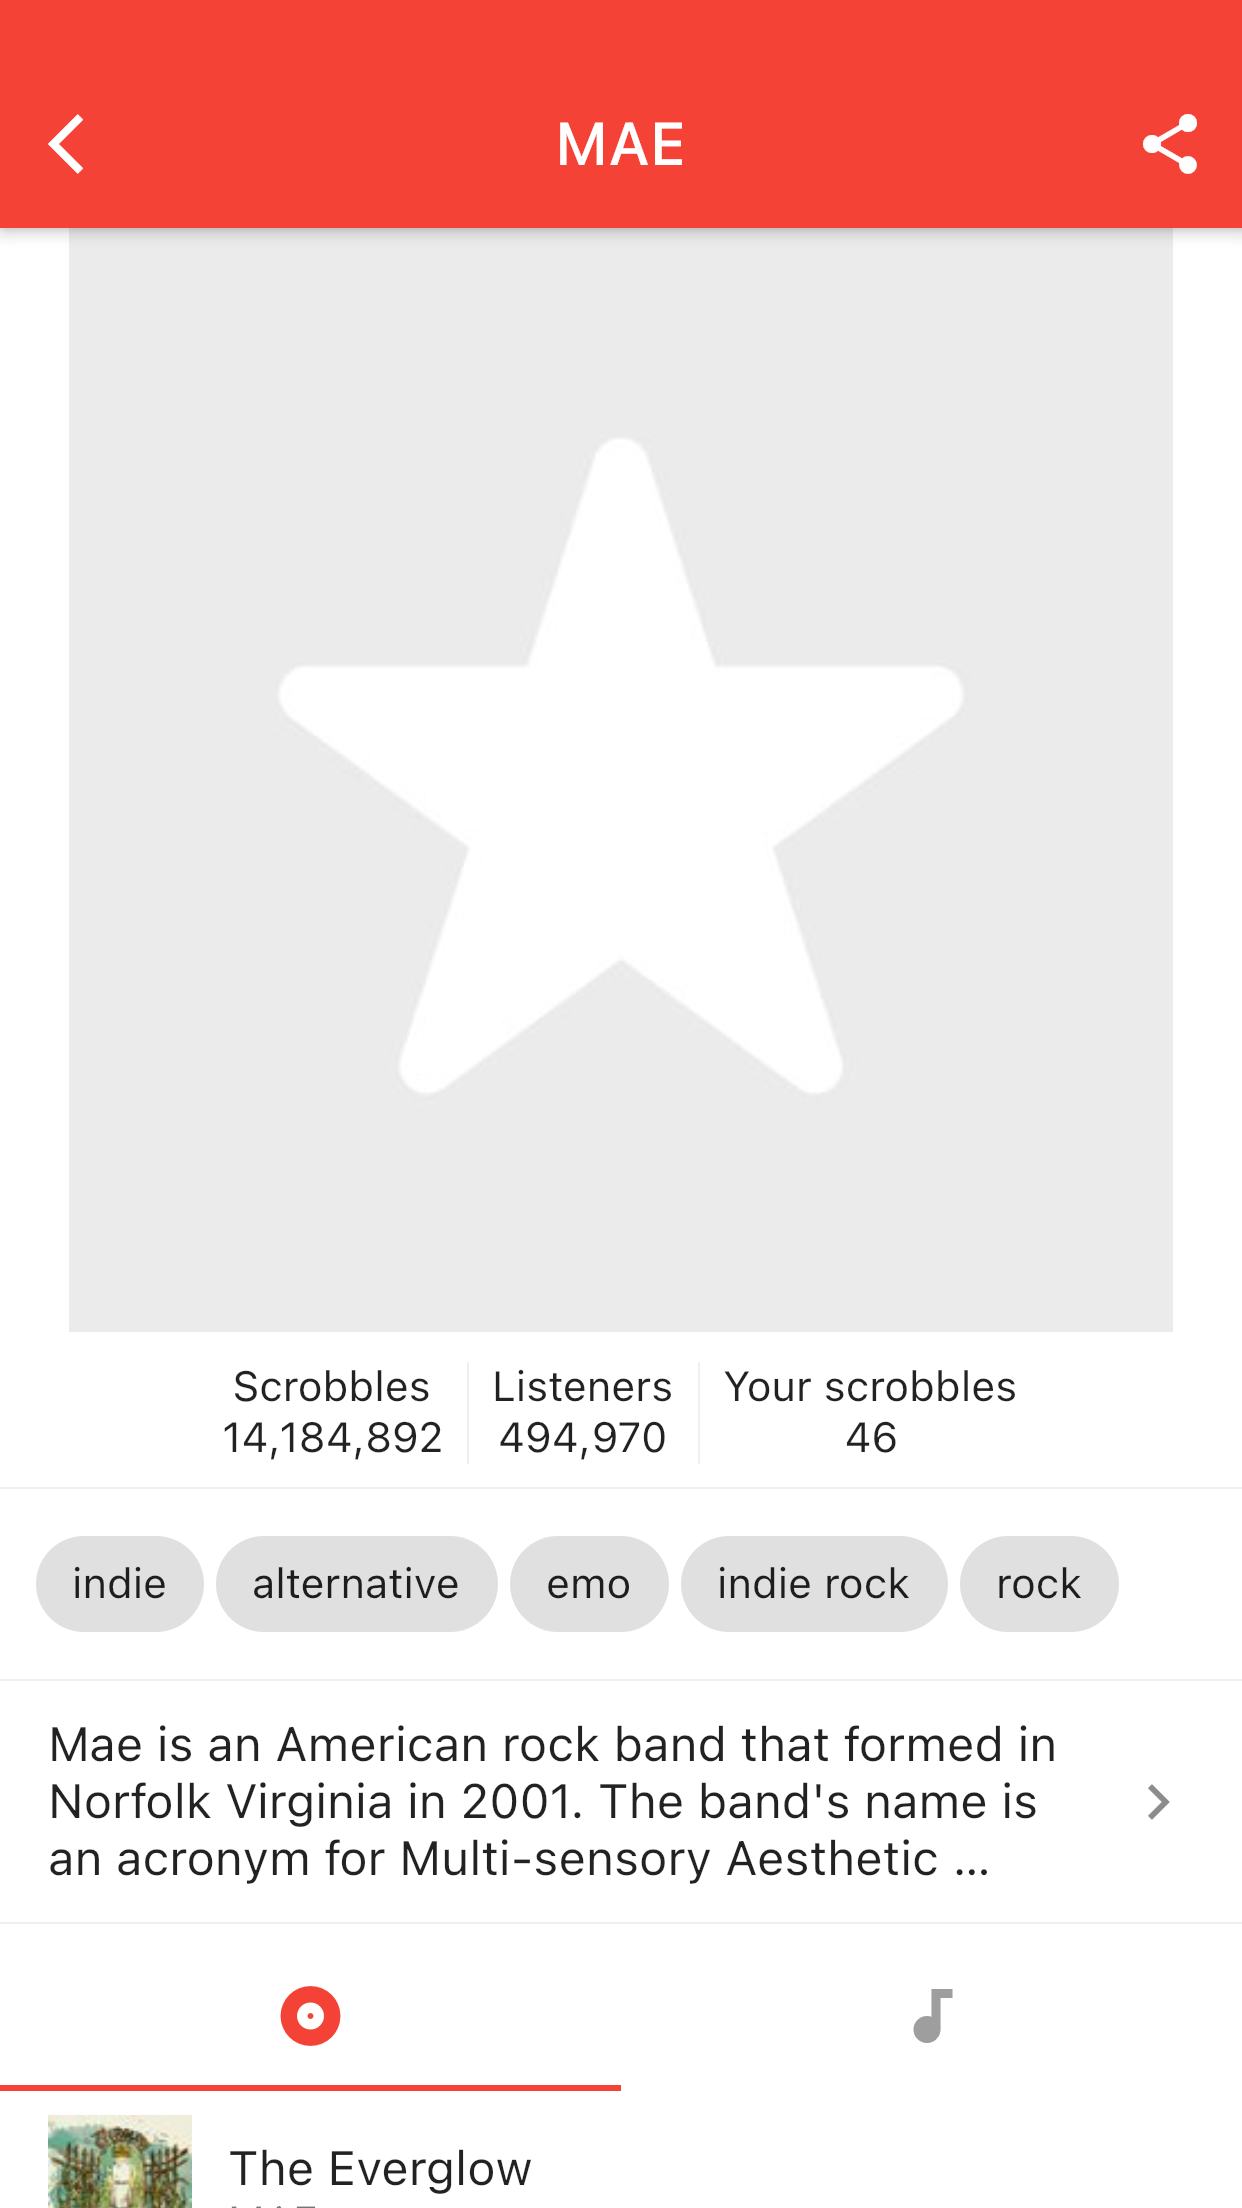 MAE
Scrobbles
14,184,892
Listeners
494,970
Your scrobbles
46
indie
alternative
emo
indie rock
rock
Mae is an American rock band that formed in
Norfolk Virginia in 2001. The band's name is
an acronym for Multi-sensory Aesthetic ...
The Everglow